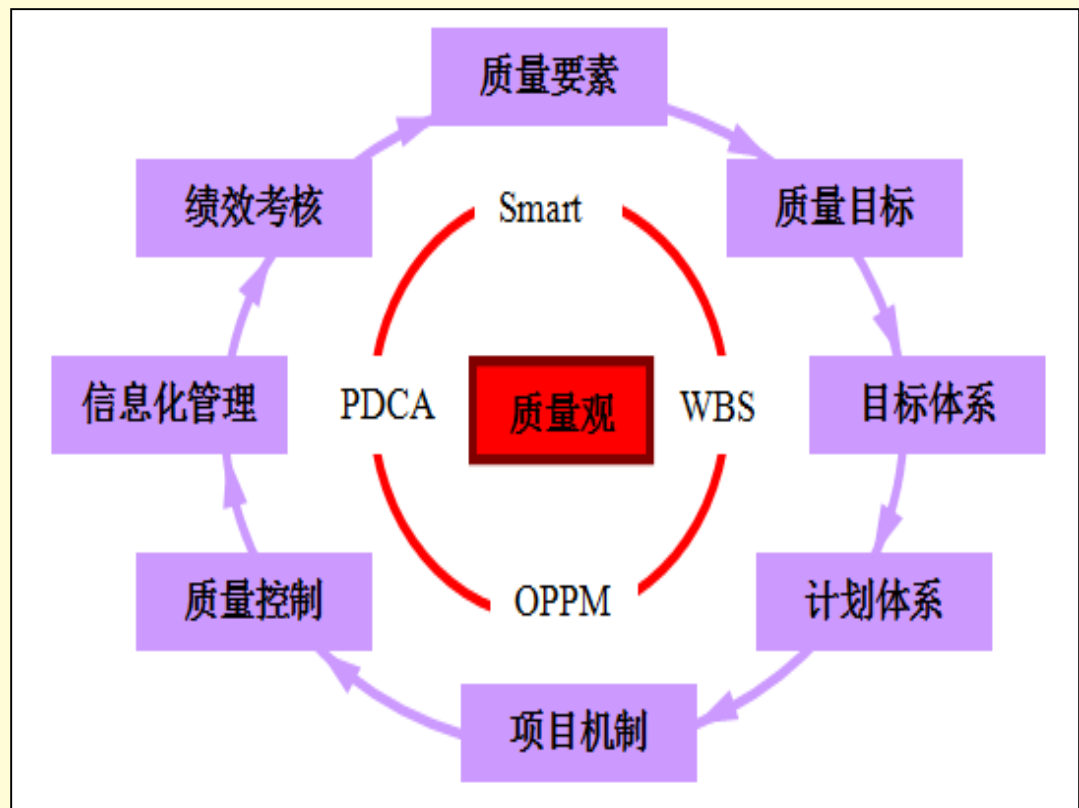 质量要素
绩效考核
质量目标
Smart
信息化管理
PDCA
质量观
WBS
目标体系
质量控制
OPPM
计划体系
项目机制